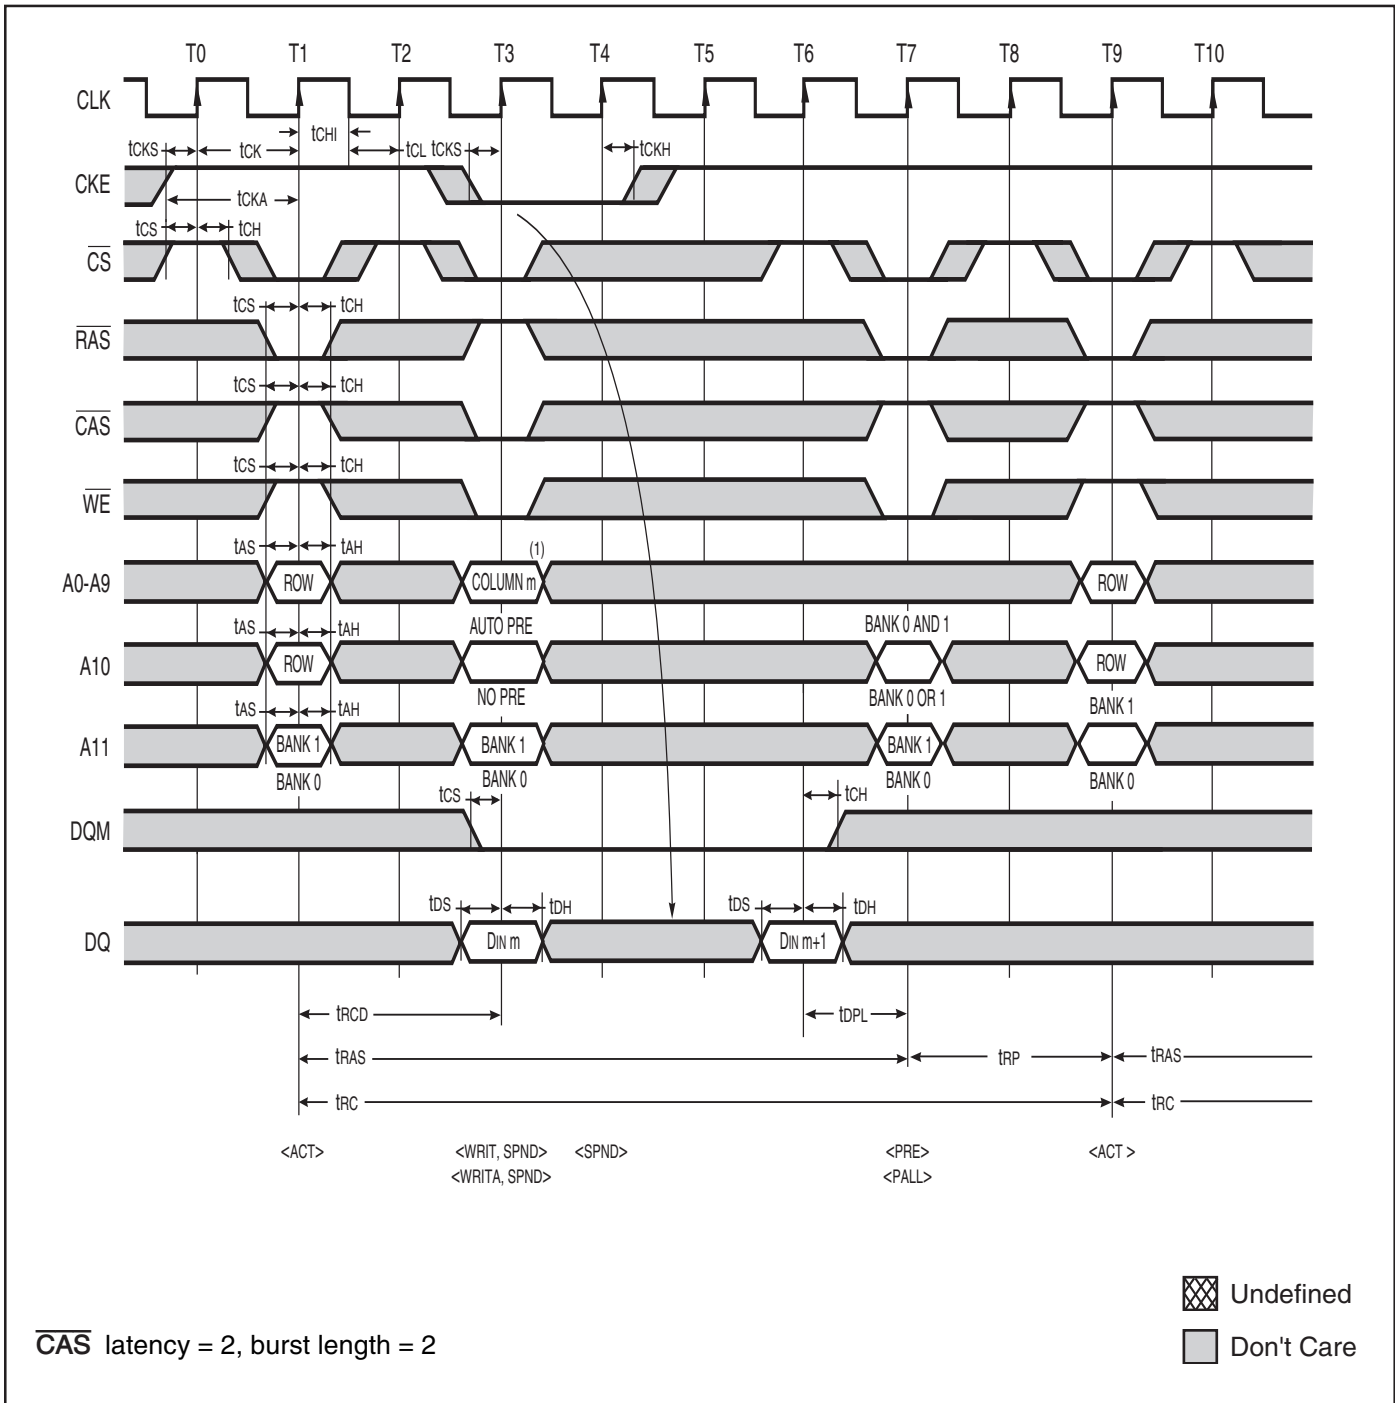 T0 T1 T2 T3 T4 T5 T6 T7 T8 T9 T10
CLK
tCHI
tCKS tCK tCL tCKS tCKH
CKE
tCKA
tCS tCH
CS
tCS tCH
RAS
tCS tCH
CAS
tCS tCH
WE
tAS tAH (1)
A0-A9 ROW COLUMN m ROW
tAS tAH AUTO PRE BANK 0 AND 1
A10 ROW ROW
NO PRE BANK 0 OR 1 BANK 1
tAS tAH
A11 BANK 1 BANK 1 BANK 1
BANK 0 BANK 0 BANK 0 BANK 0
tCS tCH
DQM
tDS tDH tDS tDH
DQ DIN m DIN m+1
tRCD tDPL
tRAS tRP tRAS
tRC tRC
<ACT> <WRIT, SPND> <SPND> <PRE> <ACT >
<WRITA, SPND> <PALL>
Undefined
CAS latency = 2, burst length = 2 Don't Care